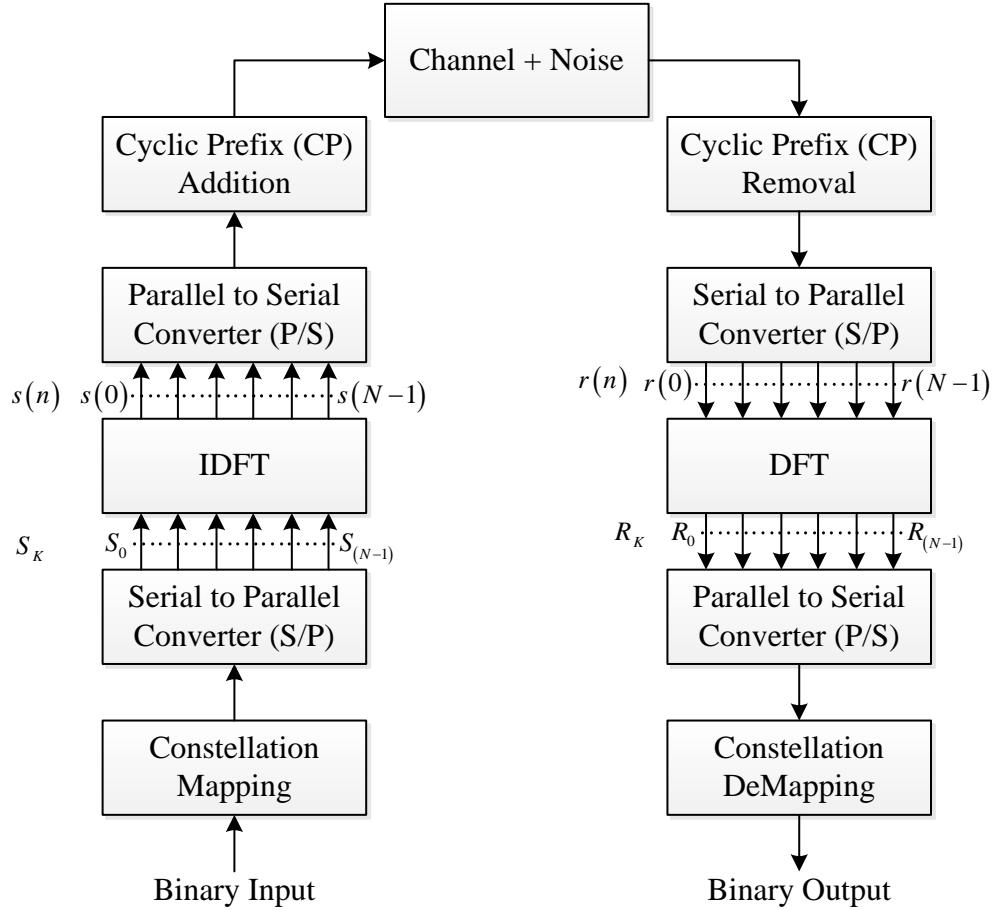 Channel + Noise
Cyclic Prefix (CP)
Addition
Cyclic Prefix (CP)
Removal
Parallel to Serial
Converter (P/S)
Serial to Parallel
Converter (S/P)
s(n) s(0) s(N-1)
r(n) r(0) r(N-1)
IDFT
DFT
S_K S_0 S_(N-1)
R_K R_0 R_(N-1)
Serial to Parallel
Converter (S/P)
Parallel to Serial
Converter (P/S)
Constellation
Mapping
Constellation
DeMapping
Binary Input
Binary Output